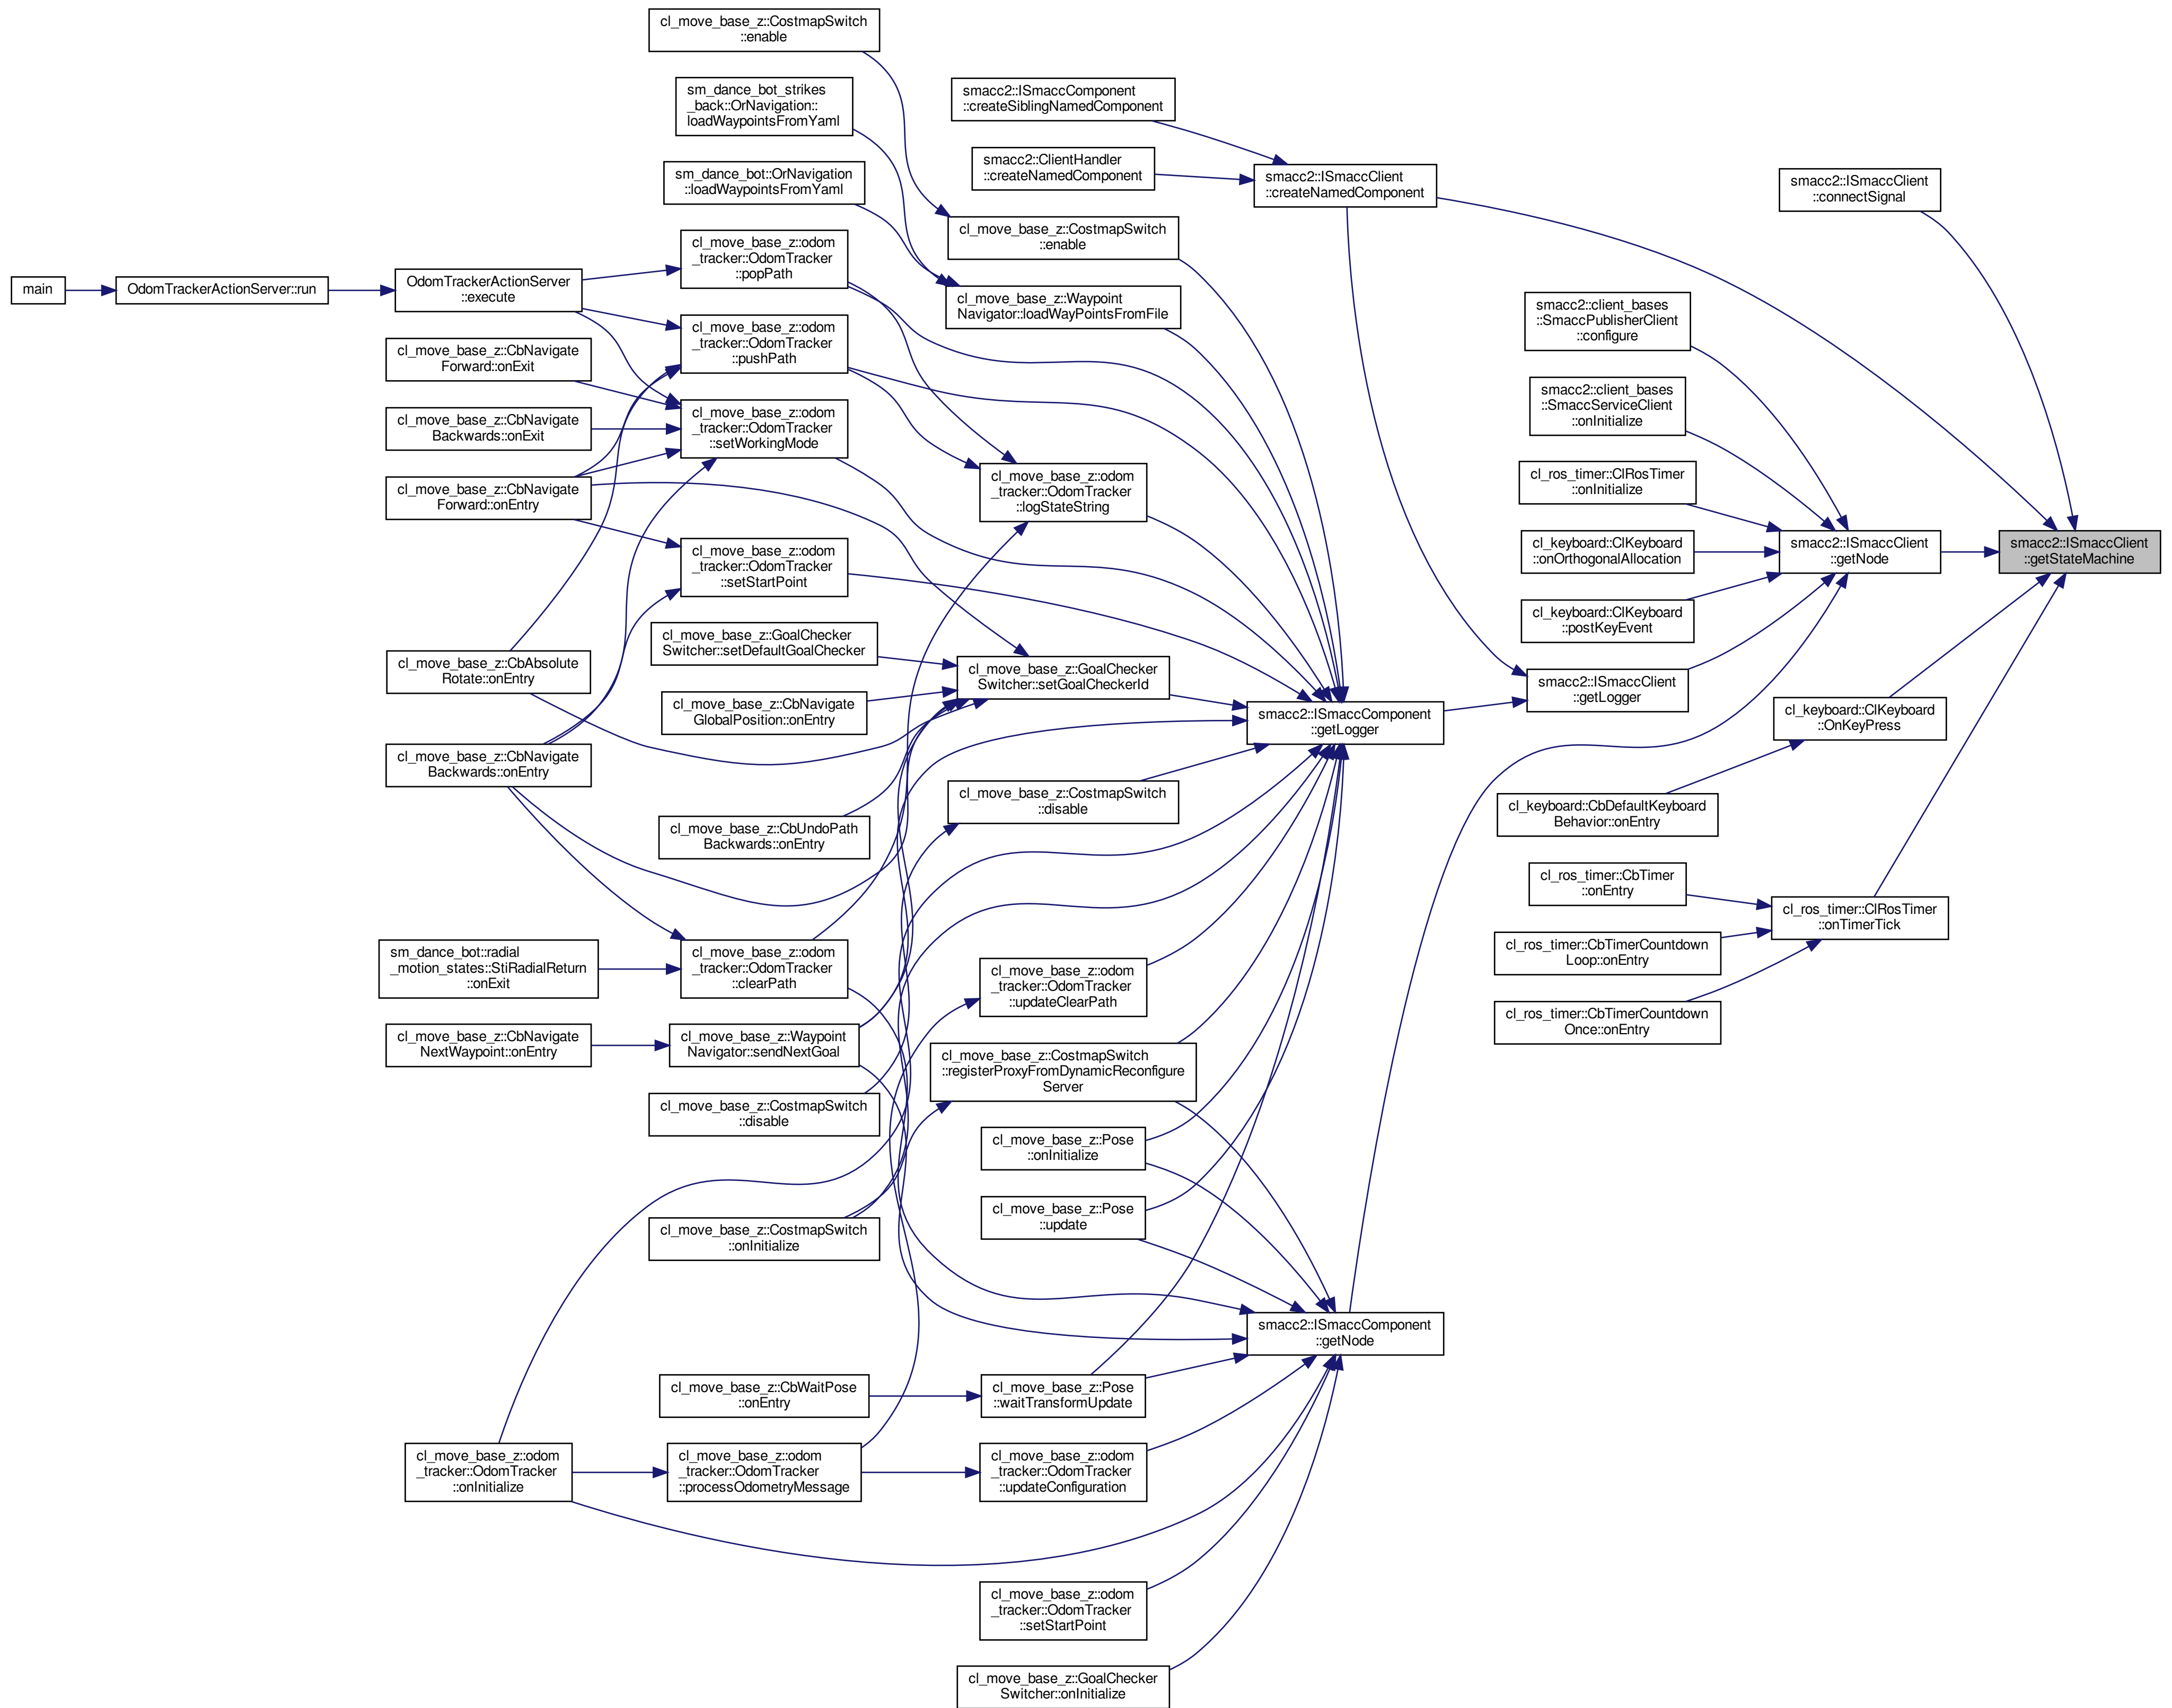 cl_move_base_z::CostmapSwitch
::enable
sm_dance_bot_strikes
_back::OrNavigation::
loadWaypointsFromYaml
smacc2::ISmaccComponent
::createSiblingNamedComponent
smacc2::ClientHandler
::createNamedComponent
smacc2::ISmaccClient
::createNamedComponent
smacc2::ISmaccClient
::connectSignal
sm_dance_bot::OrNavigation
::loadWaypointsFromYaml
cl_move_base_z::CostmapSwitch
::enable
main
OdomTrackerActionServer::run
OdomTrackerActionServer
::execute
cl_move_base_z::odom
_tracker::OdomTracker
::popPath
cl_move_base_z::Waypoint
Navigator::loadWayPointsFromFile
smacc2::client_bases
::SmaccPublisherClient
::configure
cl_move_base_z::CbNavigate
Forward::onExit
cl_move_base_z::odom
_tracker::OdomTracker
::pushPath
smacc2::client_bases
::SmaccServiceClient
::onInitialize
cl_move_base_z::CbNavigate
Backwards::onExit
cl_move_base_z::odom
_tracker::OdomTracker
::setWorkingMode
cl_move_base_z::CbNavigate
Forward::onEntry
cl_move_base_z::odom
_tracker::OdomTracker
::logStateString
cl_ros_timer::ClRosTimer
::onInitialize
cl_keyboard::ClKeyboard
::onOrthogonalAllocation
smacc2::ISmaccClient
::getNode
smacc2::ISmaccClient
::getStateMachine
cl_move_base_z::odom
_tracker::OdomTracker
::setStartPoint
cl_keyboard::ClKeyboard
::postKeyEvent
cl_move_base_z::CbAbsolute
Rotate::onEntry
cl_move_base_z::GoalChecker
Switcher::setDefaultGoalChecker
cl_move_base_z::GoalChecker
Switcher::setGoalCheckerId
smacc2::ISmaccClient
::getLogger
cl_move_base_z::CbNavigate
GlobalPosition::onEntry
smacc2::ISmaccComponent
::getLogger
cl_keyboard::ClKeyboard
::OnKeyPress
cl_move_base_z::CbNavigate
Backwards::onEntry
cl_move_base_z::CostmapSwitch
::disable
cl_keyboard::CbDefaultKeyboard
Behavior::onEntry
cl_move_base_z::CbUndoPath
Backwards::onEntry
cl_ros_timer::CbTimer
::onEntry
cl_ros_timer::ClRosTimer
::onTimerTick
sm_dance_bot::radial
_motion_states::StiRadialReturn
::onExit
cl_move_base_z::odom
_tracker::OdomTracker
::clearPath
cl_move_base_z::odom
_tracker::OdomTracker
::updateClearPath
cl_ros_timer::CbTimerCountdown
Loop::onEntry
cl_ros_timer::CbTimerCountdown
Once::onEntry
cl_move_base_z::CbNavigate
NextWaypoint::onEntry
cl_move_base_z::Waypoint
Navigator::sendNextGoal
cl_move_base_z::CostmapSwitch
::registerProxyFromDynamicReconfigure
Server
cl_move_base_z::CostmapSwitch
::disable
cl_move_base_z::Pose
::onInitialize
cl_move_base_z::CostmapSwitch
::onInitialize
cl_move_base_z::Pose
::update
smacc2::ISmaccComponent
::getNode
cl_move_base_z::CbWaitPose
::onEntry
cl_move_base_z::Pose
::waitTransformUpdate
cl_move_base_z::odom
_tracker::OdomTracker
::onInitialize
cl_move_base_z::odom
_tracker::OdomTracker
::processOdometryMessage
cl_move_base_z::odom
_tracker::OdomTracker
::updateConfiguration
cl_move_base_z::odom
_tracker::OdomTracker
::setStartPoint
cl_move_base_z::GoalChecker
Switcher::onInitialize